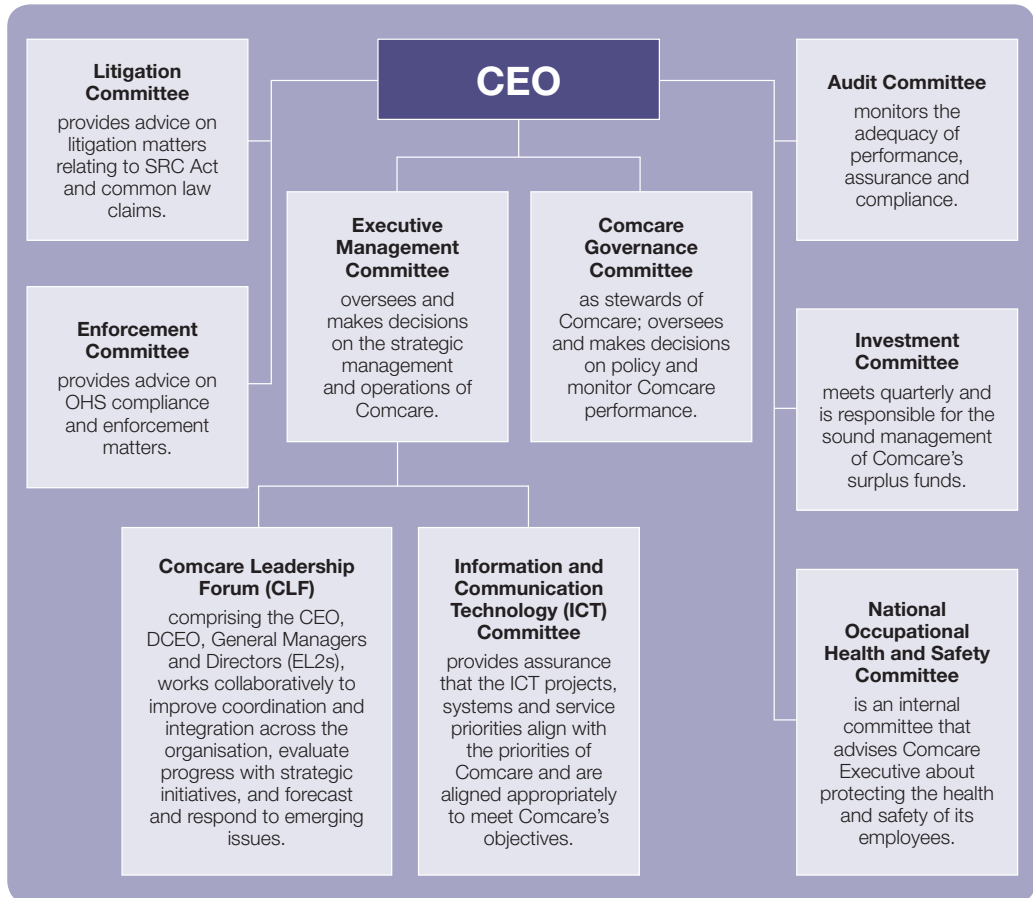 CEO
Litigation
Committee
provides advice on
litigation matters
relating to SRC Act
and common law
claims.
Enforcement
Committee
provides advice on
OHS compliance
and enforcement
matters.
Executive
Management
Committee
oversees and
makes decisions
on the strategic
management
and operations of
Comcare.
Comcare
Governance
Committee
as stewards of
Comcare; oversees
and makes decisions
on policy and
monitor Comcare
performance.
Audit Committee
monitors the
adequacy of
performance,
assurance and
compliance.
Investment
Committee
meets quarterly and
is responsible for the
sound management
of Comcare’s
surplus funds.
Comcare Leadership
Forum (CLF)
comprising the CEO,
DCEO, General Managers
and Directors (EL2s),
works collaboratively to
improve coordination and
integration across the
organisation, evaluate
progress with strategic
initiatives, and forecast
and respond to emerging
issues.
Information and
Communication
Technology (ICT)
Committee
provides assurance
that the ICT projects,
systems and service
priorities align with
the priorities of
Comcare and are
aligned appropriately
to meet Comcare’s
objectives.
National
Occupational
Health and Safety
Committee
is an internal
committee that
advises Comcare
Executive about
protecting the health
and safety of its
employees.